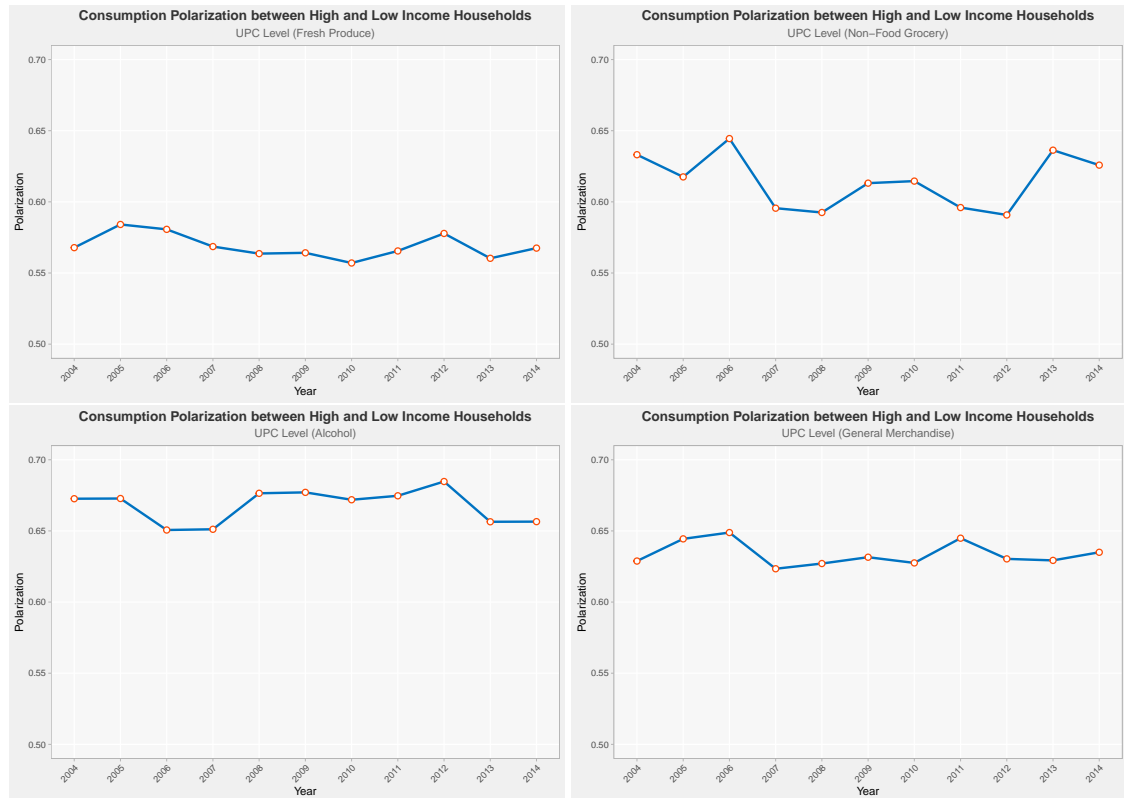 Consumption Polarization between High and Low Income Households
UPC Level (Fresh Produce)
0.70
0.65
0.60
0.55
0.50
Polarization
2004 2005 2006 2007 2008 2009 2010 2011 2012 2013 2014
Year
Consumption Polarization between High and Low Income Households
UPC Level (Non−Food Grocery)
0.70
0.65
0.60
0.55
0.50
Polarization
2004 2005 2006 2007 2008 2009 2010 2011 2012 2013 2014
Year
Consumption Polarization between High and Low Income Households
UPC Level (Alcohol)
0.70
0.65
0.60
0.55
0.50
Polarization
2004 2005 2006 2007 2008 2009 2010 2011 2012 2013 2014
Year
Consumption Polarization between High and Low Income Households
UPC Level (General Merchandise)
0.70
0.65
0.60
0.55
0.50
Polarization
2004 2005 2006 2007 2008 2009 2010 2011 2012 2013 2014
Year